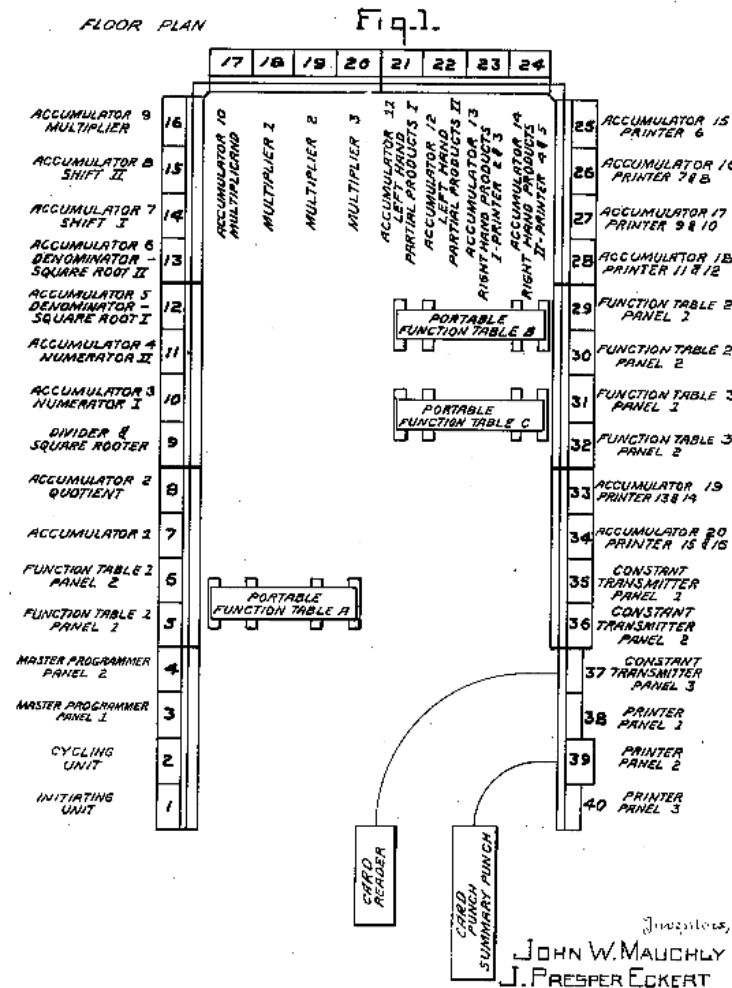 FLOOR PLAN
Fig.1.
17 18 19 20 21 22 23 24
ACCUMULATOR 10
MULTIPLICAND
MULTIPLIER 1
MULTIPLIER 2
MULTIPLIER 3
ACCUMULATOR 11
LEFT HAND
PARTIAL PRODUCTS I
ACCUMULATOR 12
LEFT HAND
PARTIAL PRODUCTS II
ACCUMULATOR 13
RIGHT HAND PRODUCTS
I-PRINTER 2 & 3
ACCUMULATOR 14
RIGHT HAND PRODUCTS
II-PRINTER 4 & 5
ACCUMULATOR 9
MULTIPLIER
16
ACCUMULATOR 8
SHIFT II
15
ACCUMULATOR 7
SHIFT I
14
ACCUMULATOR 6
DENOMINATOR -
SQUARE ROOT II
13
ACCUMULATOR 5
DENOMINATOR -
SQUARE ROOT I
12
ACCUMULATOR 4
NUMERATOR II
11
ACCUMULATOR 3
NUMERATOR I
10
DIVIDER &
SQUARE ROOTER
9
ACCUMULATOR 2
QUOTIENT
8
ACCUMULATOR 1
7
FUNCTION TABLE 1
PANEL 2
6
FUNCTION TABLE 1
PANEL 1
5
MASTER PROGRAMMER
PANEL 2
4
MASTER PROGRAMMER
PANEL 1
3
CYCLING
UNIT
2
INITIATING
UNIT
1
PORTABLE
FUNCTION TABLE B
PORTABLE
FUNCTION TABLE C
PORTABLE
FUNCTION TABLE A
25
ACCUMULATOR 15
PRINTER 6
26
ACCUMULATOR 16
PRINTER 7 & 8
27
ACCUMULATOR 17
PRINTER 9 & 10
28
ACCUMULATOR 18
PRINTER 11 & 12
29
FUNCTION TABLE 2
PANEL 1
30
FUNCTION TABLE 2
PANEL 2
31
FUNCTION TABLE 3
PANEL 1
32
FUNCTION TABLE 3
PANEL 2
33
ACCUMULATOR 19
PRINTER 13 & 14
34
ACCUMULATOR 20
PRINTER 15 & 16
35
CONSTANT
TRANSMITTER
PANEL 1
36
CONSTANT
TRANSMITTER
PANEL 2
37
CONSTANT
TRANSMITTER
PANEL 3
38
PRINTER
PANEL 1
39
PRINTER
PANEL 2
40
PRINTER
PANEL 3
CARD
READER
CARD
PUNCH
SUMMARY PUNCH
Inventors,
JOHN W. MAUCHLY
J. PRESPER ECKERT